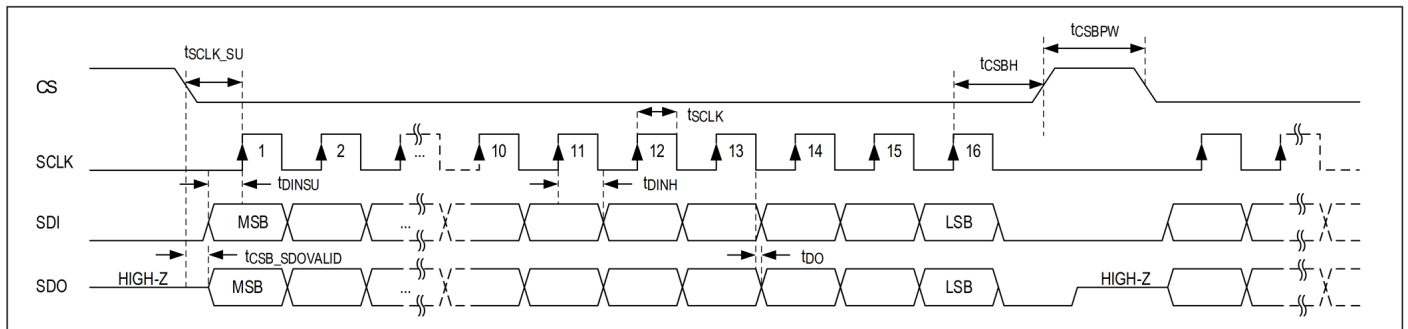 tSCLK_SU
tCSBH
tCSBPW
CS
tSCLK
SCLK
1
2
...
10
11
12
13
14
15
16
tDINSU
tDINH
SDI
MSB
...
LSB
tCSB_SDOVALID
tDO
SDO
HIGH-Z
MSB
...
LSB
HIGH-Z